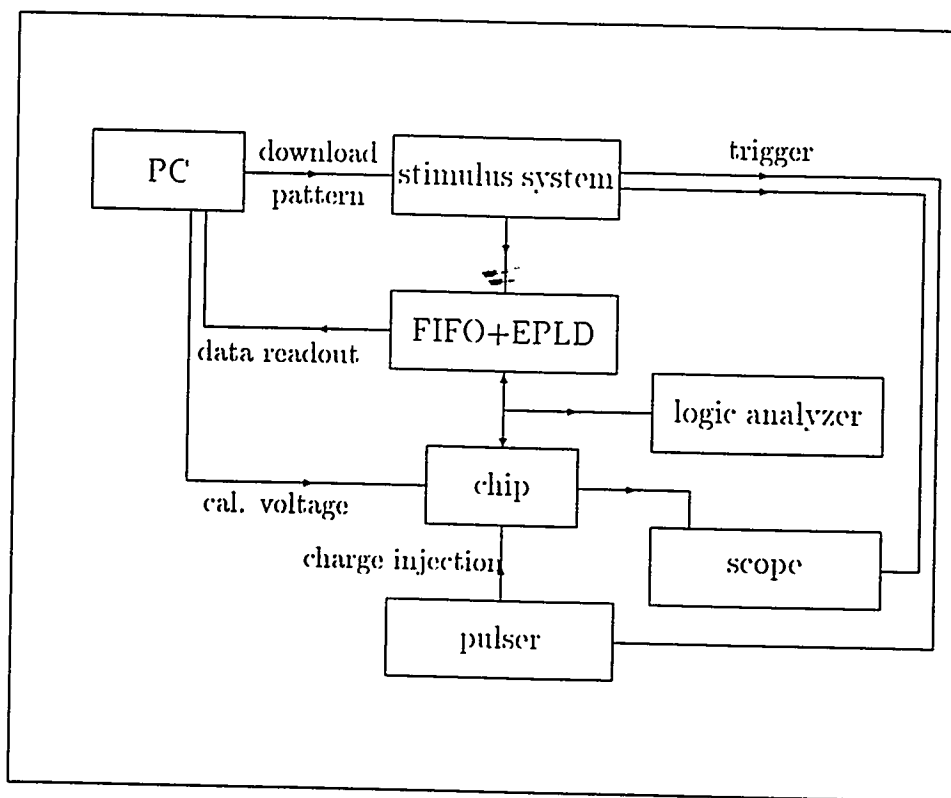 PC
download
pattern
stimulus system
trigger
FIFO+EPLD
data readout
logic analyzer
chip
cal. voltage
charge injection
scope
pulser